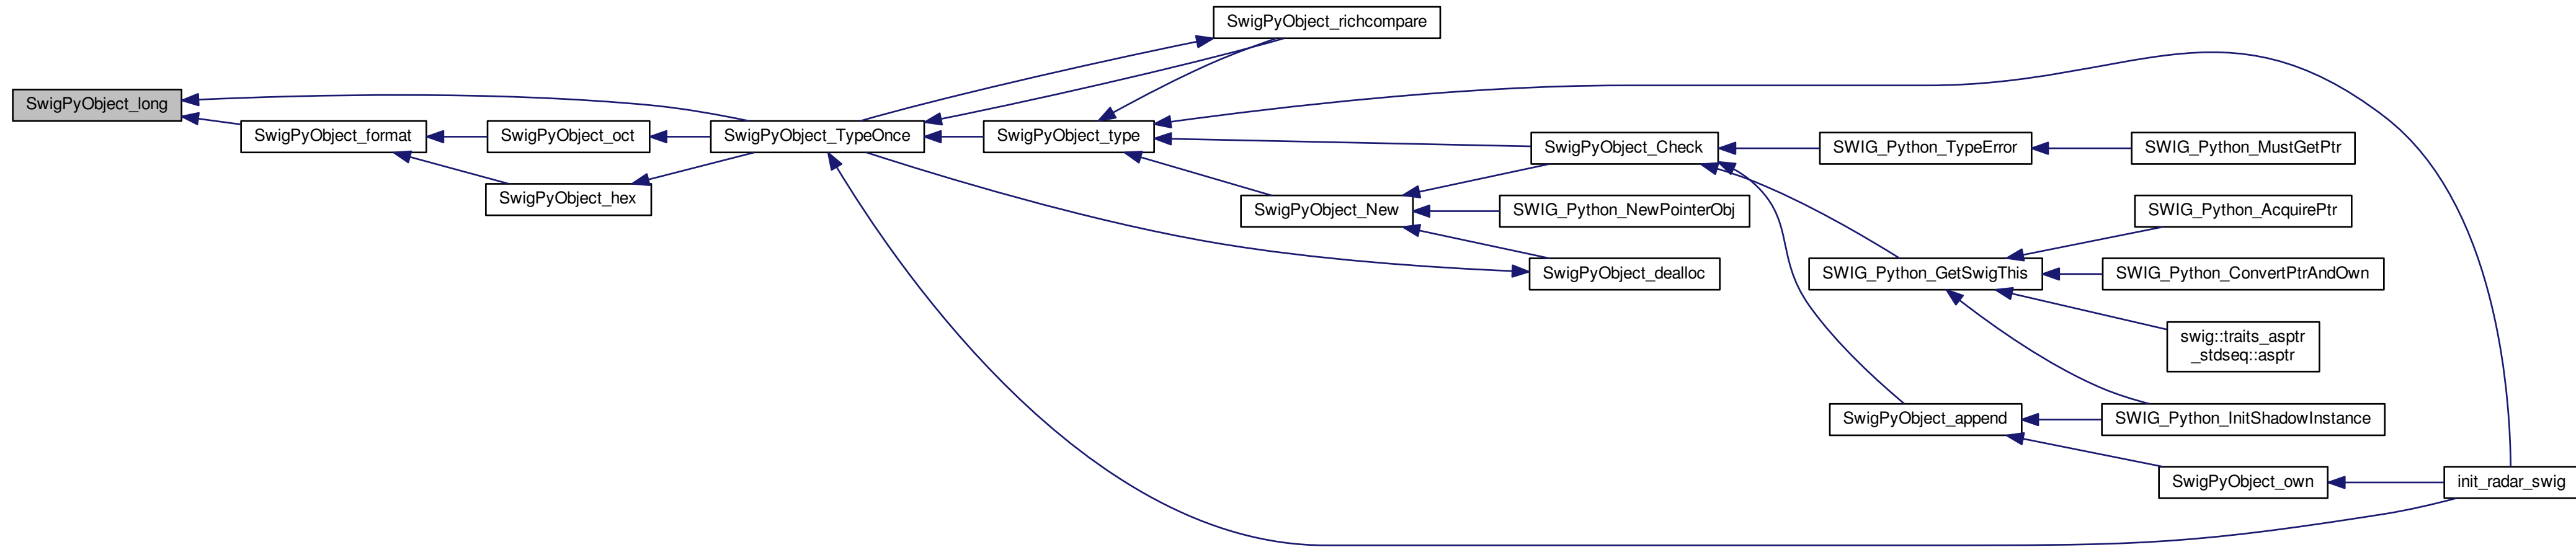 SwigPyObject_richcompare
SwigPyObject_long
SwigPyObject_format
SwigPyObject_oct
SwigPyObject_TypeOnce
SwigPyObject_type
SwigPyObject_Check
SWIG_Python_TypeError
SWIG_Python_MustGetPtr
SwigPyObject_hex
SwigPyObject_New
SWIG_Python_NewPointerObj
SWIG_Python_AcquirePtr
SwigPyObject_dealloc
SWIG_Python_GetSwigThis
SWIG_Python_ConvertPtrAndOwn
swig::traits_asptr
_stdseq::asptr
SwigPyObject_append
SWIG_Python_InitShadowInstance
SwigPyObject_own
init_radar_swig